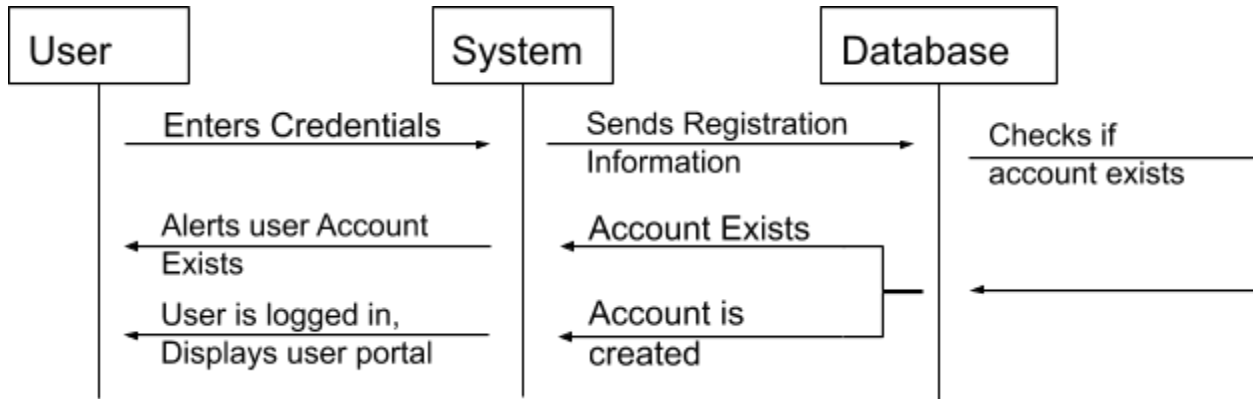 User
System
Database
Enters Credentials
Sends Registration
Information
Checks if
account exists
Alerts user Account
Exists
Account Exists
User is logged in,
Displays user portal
Account is
created